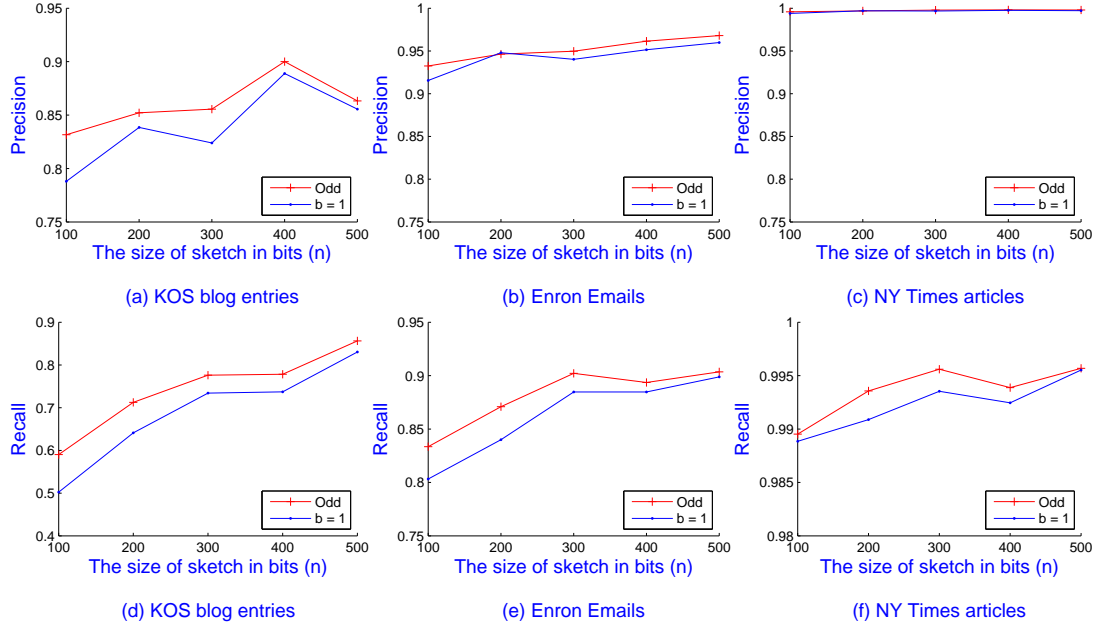 0.95
0.9
0.85
0.8
0.75
Precision
100 200 300 400 500
The size of sketch in bits (n)
Odd
b = 1
(a) KOS blog entries
1
0.95
0.9
0.85
0.8
0.75
Precision
100 200 300 400 500
The size of sketch in bits (n)
Odd
b = 1
(b) Enron Emails
1
0.95
0.9
0.85
0.8
0.75
Precision
100 200 300 400 500
The size of sketch in bits (n)
Odd
b = 1
(c) NY Times articles
0.9
0.8
0.7
0.6
0.5
0.4
Recall
100 200 300 400 500
The size of sketch in bits (n)
Odd
b = 1
(d) KOS blog entries
0.95
0.9
0.85
0.8
0.75
Recall
100 200 300 400 500
The size of sketch in bits (n)
Odd
b = 1
(e) Enron Emails
1
0.995
0.99
0.985
0.98
Recall
100 200 300 400 500
The size of sketch in bits (n)
Odd
b = 1
(f) NY Times articles